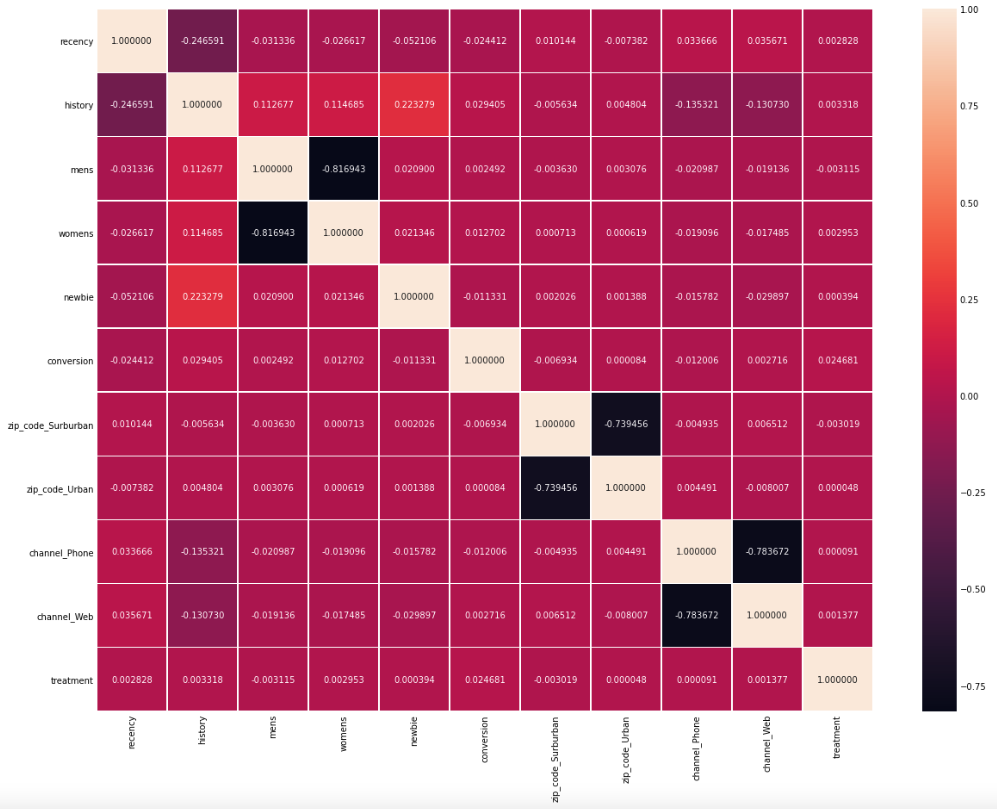 recency 1.000000 -0.246591 -0.031336 -0.026617 -0.052106 -0.024412 0.010144 -0.007382 0.033666 0.035671 0.002828
history -0.246591 1.000000 0.112677 0.114685 0.223279 0.029405 -0.005634 0.004804 -0.135321 -0.130730 0.003318
mens -0.031336 0.112677 1.000000 -0.816943 0.020900 0.002492 -0.003630 0.003076 -0.020987 -0.019136 -0.003115
womens -0.026617 0.114685 -0.816943 1.000000 0.021346 0.012702 0.000713 0.000619 -0.019096 -0.017485 0.002953
newbie -0.052106 0.223279 0.020900 0.021346 1.000000 -0.011331 0.002026 0.001388 -0.015782 -0.029897 0.000394
conversion -0.024412 0.029405 0.002492 0.012702 -0.011331 1.000000 -0.006934 0.000084 -0.012006 0.002716 0.024681
zip_code_Surburban 0.010144 -0.005634 -0.003630 0.000713 0.002026 -0.006934 1.000000 -0.739456 -0.004935 0.006512 -0.003019
zip_code_Urban -0.007382 0.004804 0.003076 0.000619 0.001388 0.000084 -0.739456 1.000000 0.004491 -0.008007 0.000048
channel_Phone 0.033666 -0.135321 -0.020987 -0.019096 -0.015782 -0.012006 -0.004935 0.004491 1.000000 -0.783672 0.000091
channel_Web 0.035671 -0.130730 -0.019136 -0.017485 -0.029897 0.002716 0.006512 -0.008007 -0.783672 1.000000 0.001377
treatment 0.002828 0.003318 -0.003115 0.002953 0.000394 0.024681 -0.003019 0.000048 0.000091 0.001377 1.000000
recency
history
mens
womens
newbie
conversion
zip_code_Surburban
zip_code_Urban
channel_Phone
channel_Web
treatment
1.00
0.75
0.50
0.25
0.00
−0.25
−0.50
−0.75